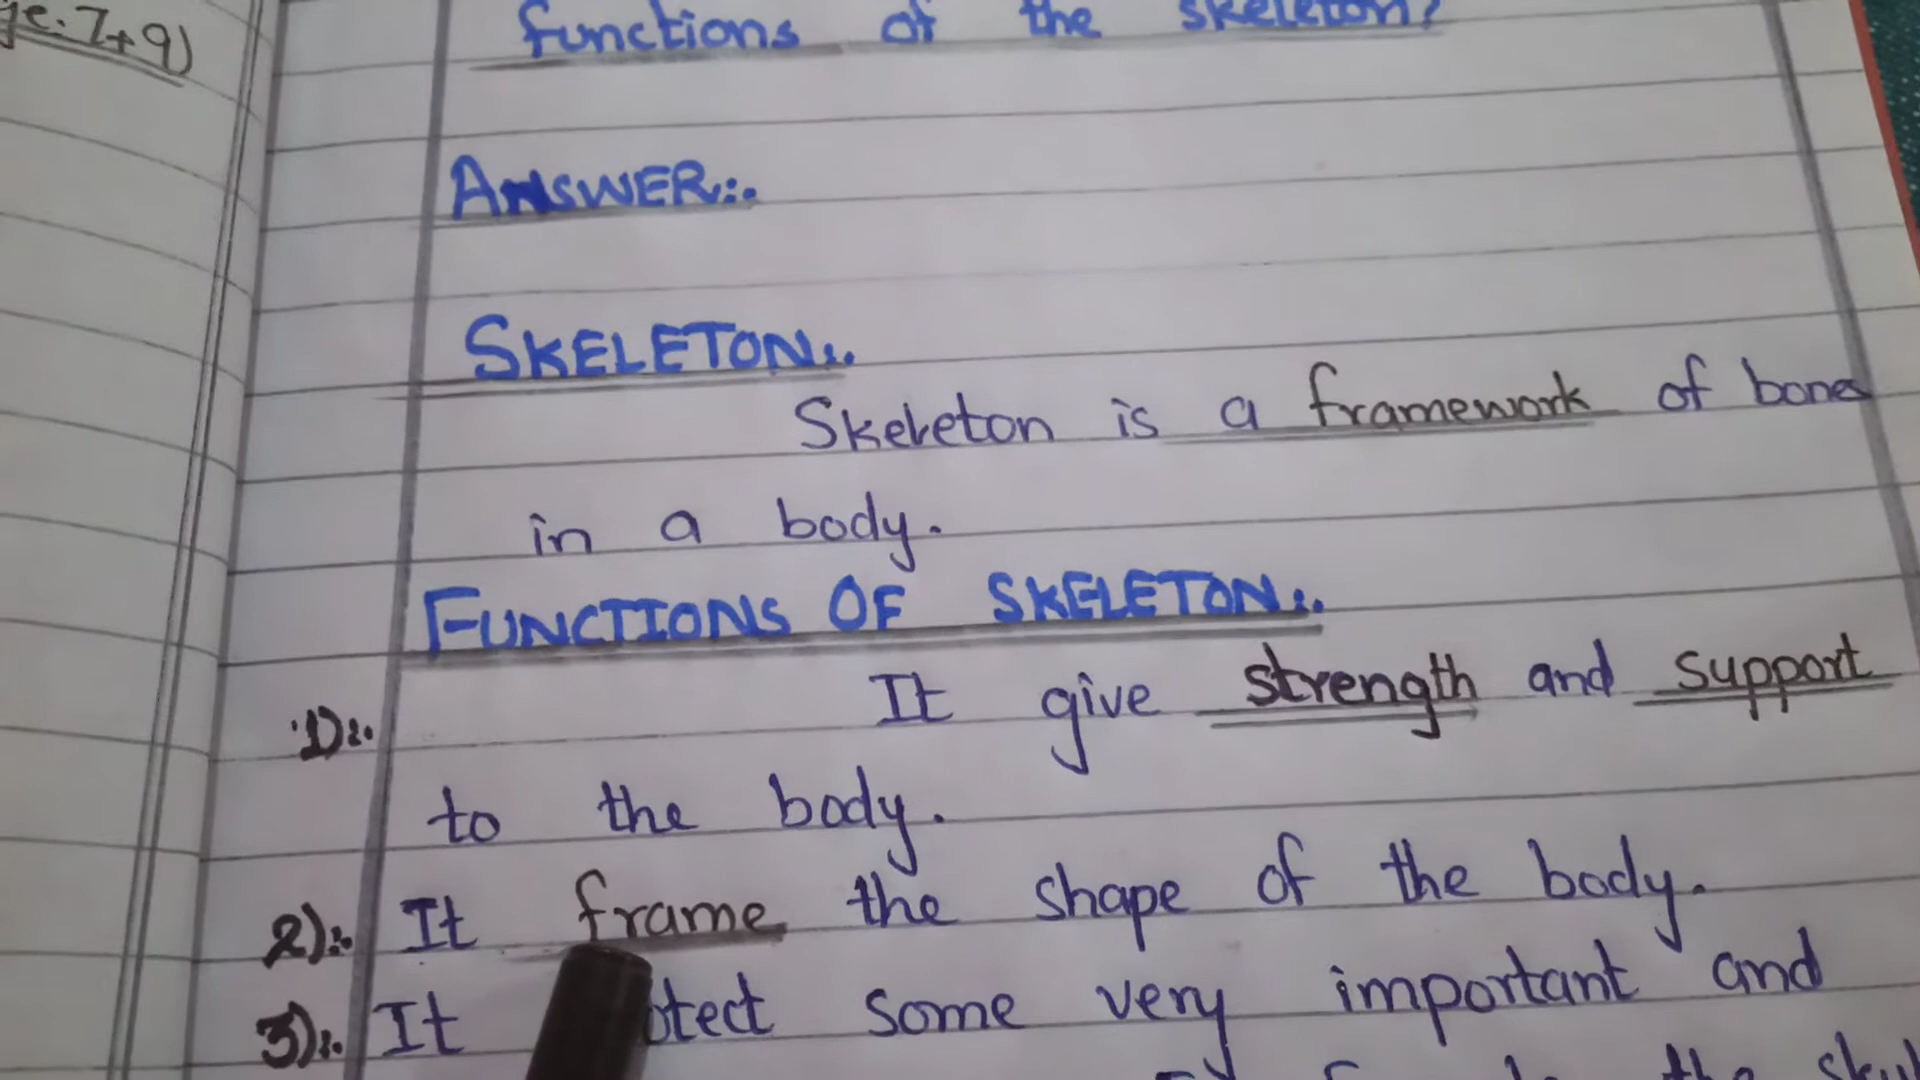 functions of the skeleton?
ANSWER:.
SKELETON:.
Skeleton is a framework of bones
in a body.
FUNCTIONS OF SKELETON:.
1):. It give strength and support
to the body.
2):. It frame the shape of the body.
3):. It some very important and
the